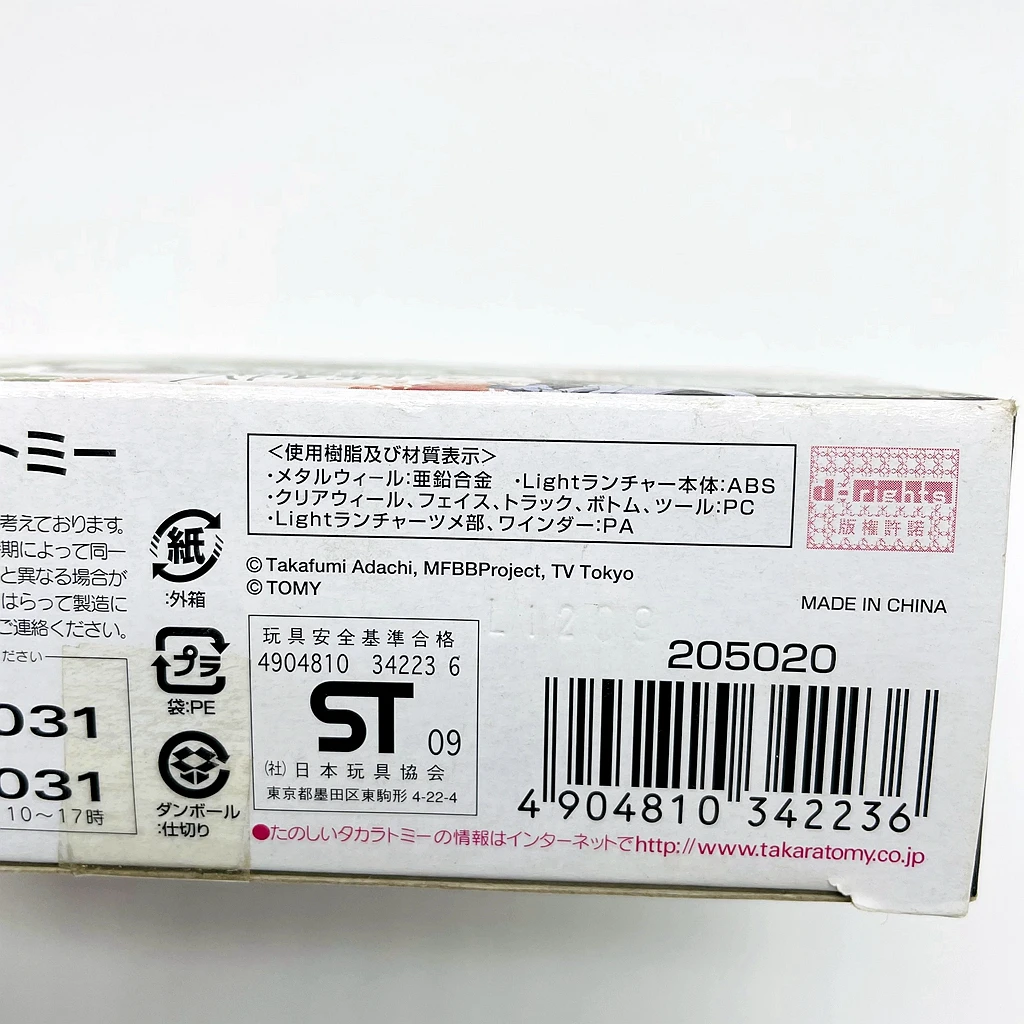 トミー
考えております。
期によって同一
と異なる場合が
はらって製造に
ご連絡ください。
ださい
031
031
10～17時
紙
:外箱
プラ
袋:PE
ダンボール
:仕切り
＜使用樹脂及び材質表示＞
・メタルウィール:亜鉛合金　・Lightランチャー本体:ABS
・クリアウィール、フェイス、トラック、ボトム、ツール:PC
・Lightランチャーツメ部、ワインダー:PA
d-rights
版権許諾
© Takafumi Adachi, MFBBProject, TV Tokyo
© TOMY
MADE IN CHINA
玩具安全基準合格
4904810 34223 6
ST 09
(社)日本玩具協会
東京都墨田区東駒形 4-22-4
205020
4 904810 342236
●たのしいタカラトミーの情報はインターネットでhttp://www.takaratomy.co.jp